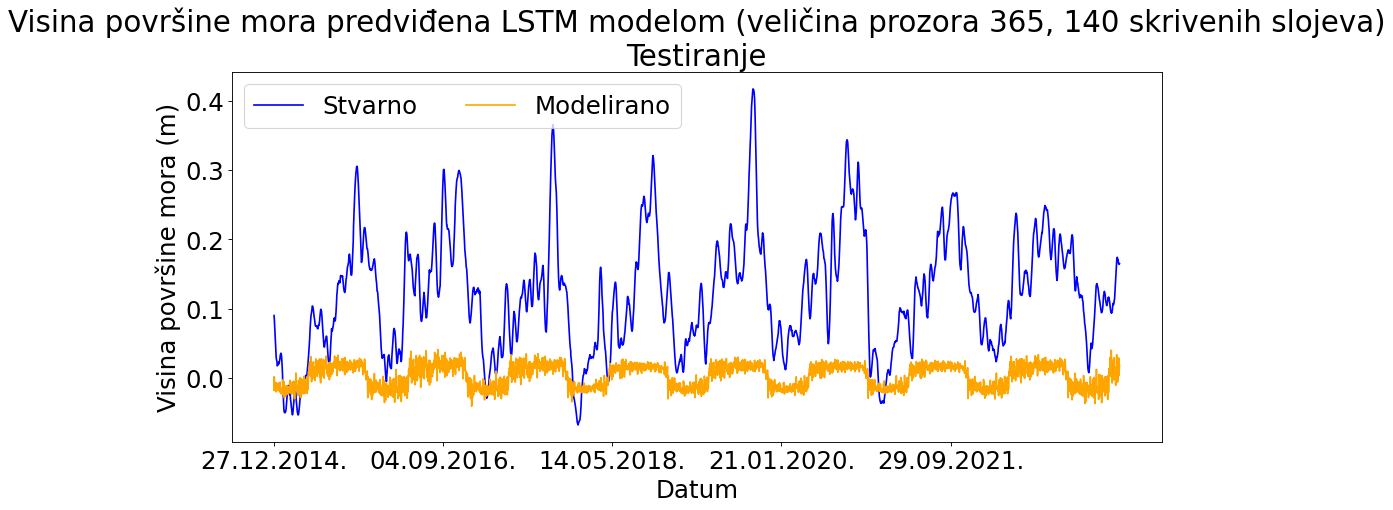 Visina površine mora predviđena LSTM modelom (veličina prozora 365, 140 skrivenih slojeva)
Testiranje
Stvarno
Modelirano
Visina površine mora (m)
0.4
0.3
0.2
0.1
0.0
27.12.2014.
04.09.2016.
14.05.2018.
21.01.2020.
29.09.2021.
Datum